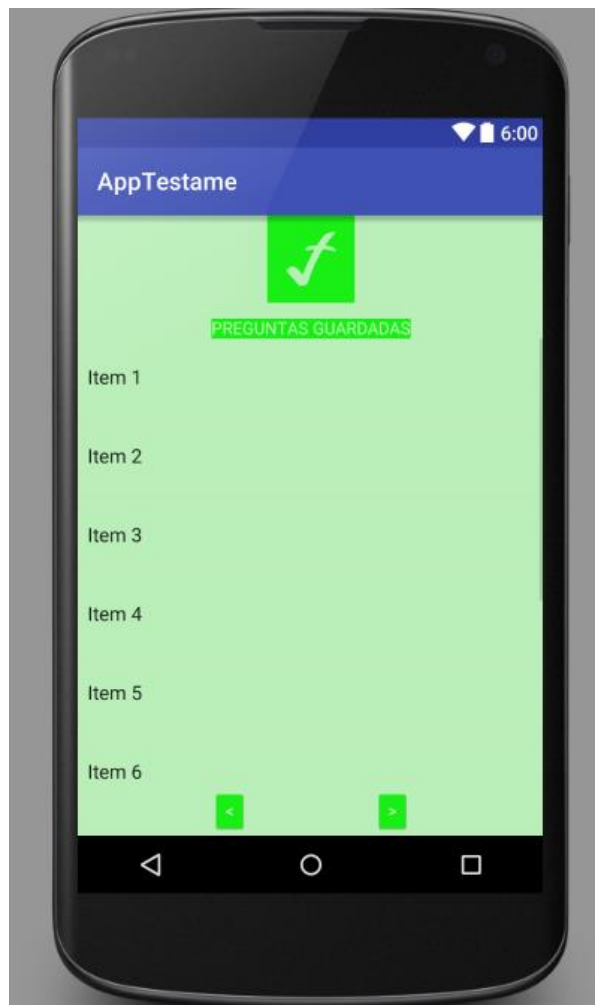 6:00
AppTestame
PREGUNTAS GUARDADAS
Item 1
Item 2
Item 3
Item 4
Item 5
Item 6
< >